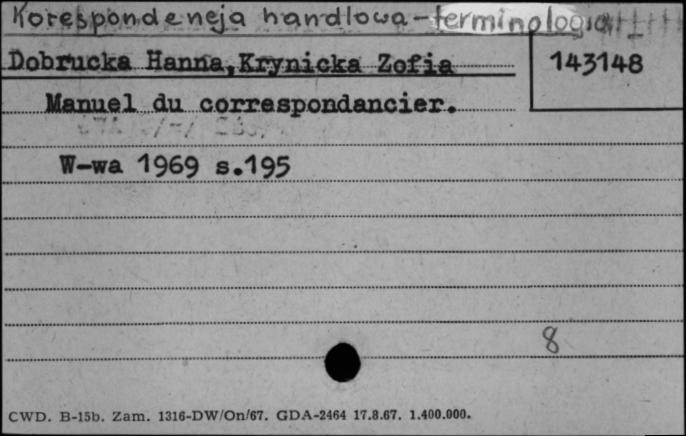 Korespondencja handlowa - terminologia
Dobrucka Hanna, Krynicka Zofia
143148
Manuel du correspondancier.
W-wa 1969 s.195
8
CWD. B-15b. Zam. 1316-DW/On/67. GDA-2464 17.8.67. 1.400.000.